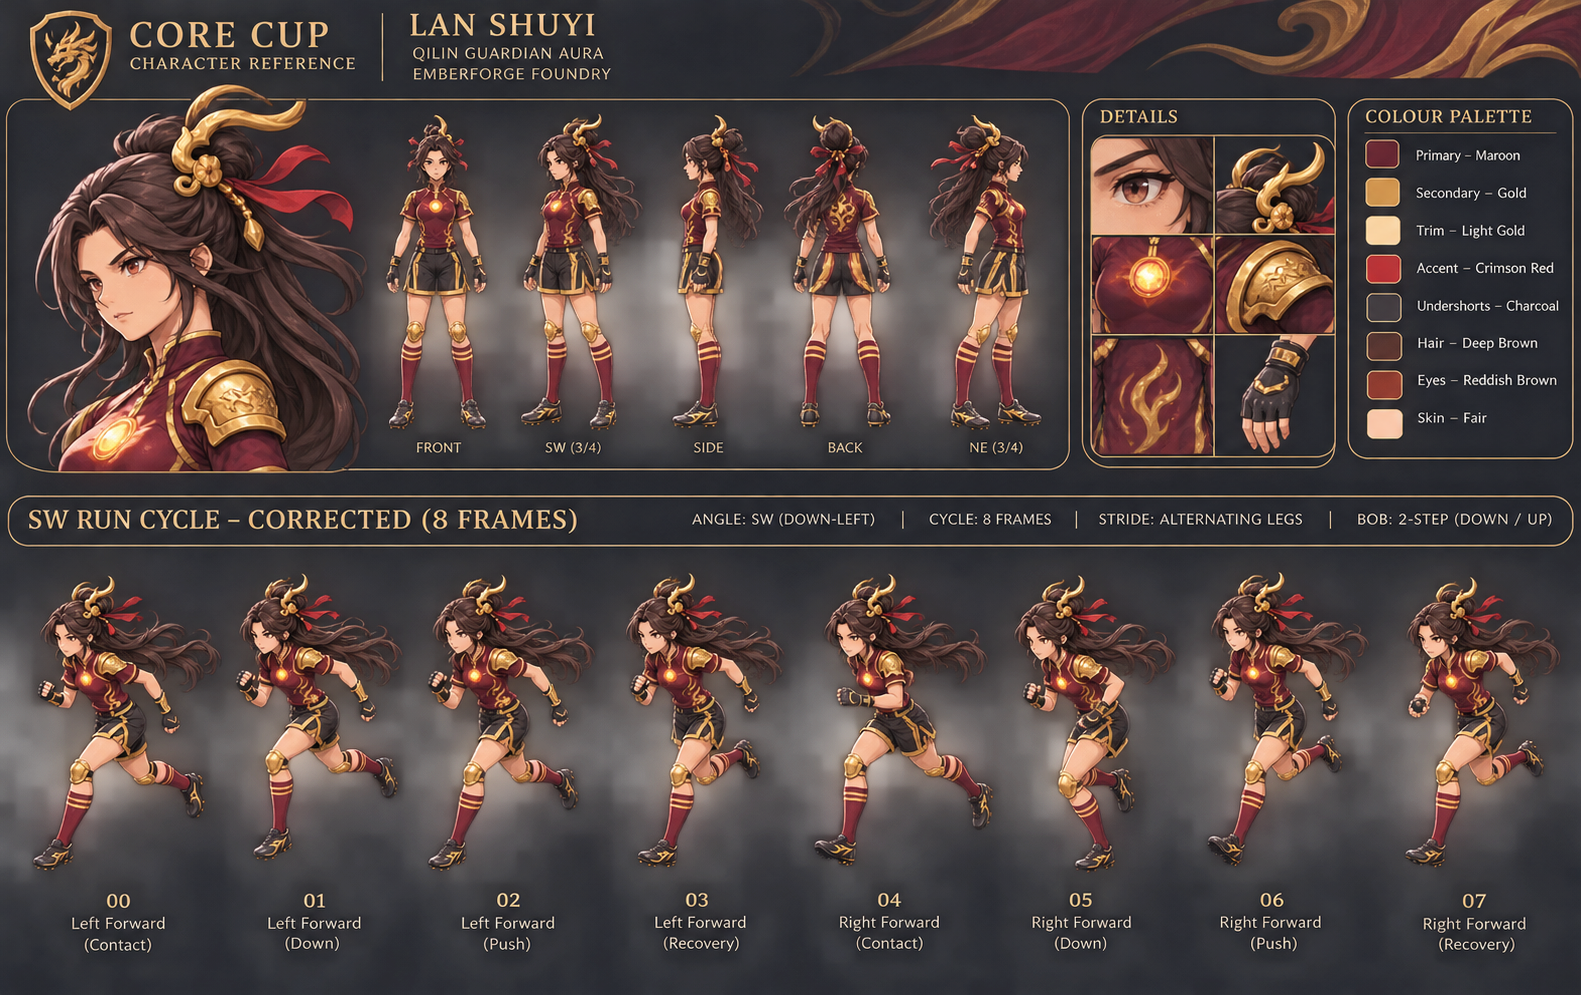 CORE CUP
CHARACTER REFERENCE
LAN SHUYI
QILIN GUARDIAN AURA
EMBERFORGE FOUNDRY
FRONT
SW (3/4)
SIDE
BACK
NE (3/4)
DETAILS
COLOUR PALETTE
Primary – Maroon
Secondary – Gold
Trim – Light Gold
Accent – Crimson Red
Undershorts – Charcoal
Hair – Deep Brown
Eyes – Reddish Brown
Skin – Fair
SW RUN CYCLE – CORRECTED (8 FRAMES)
ANGLE: SW (DOWN-LEFT) | CYCLE: 8 FRAMES | STRIDE: ALTERNATING LEGS | BOB: 2-STEP (DOWN / UP)
00
Left Forward
(Contact)
01
Left Forward
(Down)
02
Left Forward
(Push)
03
Left Forward
(Recovery)
04
Right Forward
(Contact)
05
Right Forward
(Down)
06
Right Forward
(Push)
07
Right Forward
(Recovery)